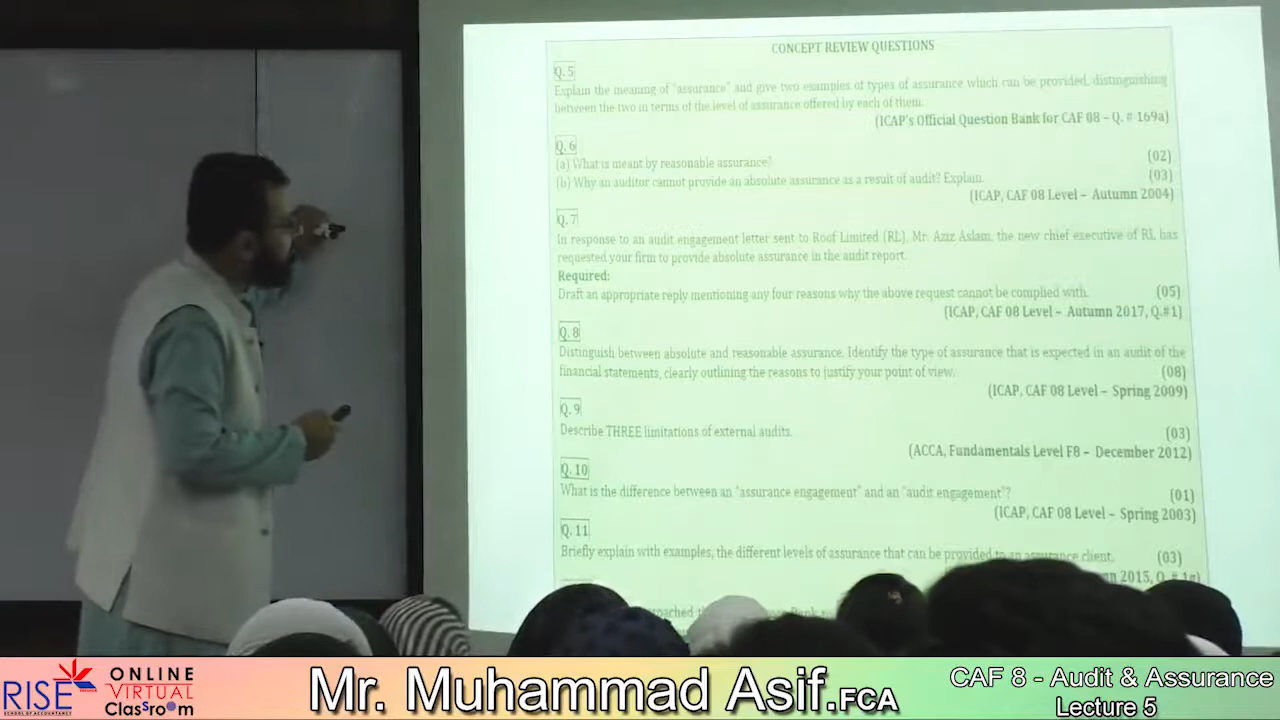 CONCEPT REVIEW QUESTIONS
Q.5
Explain the meaning of "assurance" and give two examples of types of assurance which can be provided, distinguishing
between the two in terms of the level of assurance offered by each of them.
(ICAP's Official Question Bank for CAF 08 – Q. # 169a)
Q.6
(a) What is meant by reasonable assurance? (02)
(b) Why an auditor cannot provide an absolute assurance as a result of audit? Explain. (03)
(ICAP, CAF 08 Level – Autumn 2004)
Q.7
In response to an audit engagement letter sent to Roof Limited (RL), Mr. Aziz Aslam, the new chief executive of RL has
requested your firm to provide absolute assurance in the audit report.
Required:
Draft an appropriate reply mentioning any four reasons why the above request cannot be complied with. (05)
(ICAP, CAF 08 Level – Autumn 2017, Q.#1)
Q.8
Distinguish between absolute and reasonable assurance. Identify the type of assurance that is expected in an audit of the
financial statements, clearly outlining the reasons to justify your point of view. (08)
(ICAP, CAF 08 Level – Spring 2009)
Q.9
Describe THREE limitations of external audits. (03)
(ACCA, Fundamentals Level F8 – December 2012)
Q.10
What is the difference between an "assurance engagement" and an "audit engagement"? (01)
(ICAP, CAF 08 Level – Spring 2003)
Q.11
Briefly explain with examples, the different levels of assurance that can be provided to an assurance client. (03)
2015, Q. # 1
RISE ONLINE VIRTUAL ClassroOm
SCHOOL OF ACCOUNTANCY
Mr. Muhammad Asif.FCA
CAF 8 - Audit & Assurance
Lecture 5